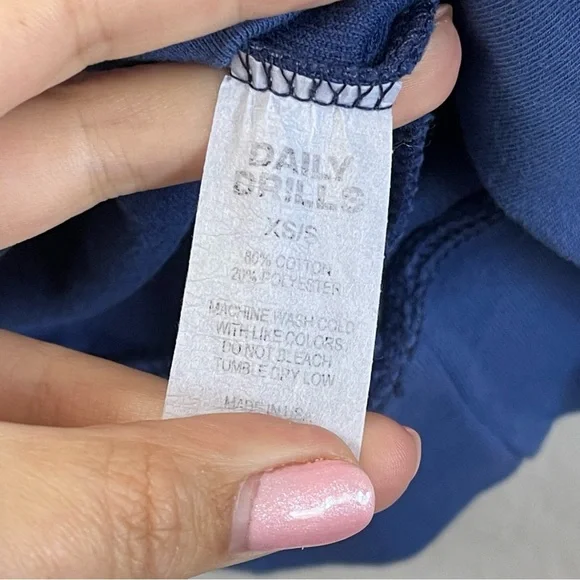 DAILY
DRILLS
XS/S
80% COTTON
20% POLYESTER
MACHINE WASH COLD
WITH LIKE COLORS,
DO NOT BLEACH
TUMBLE DRY LOW
MADE IN USA